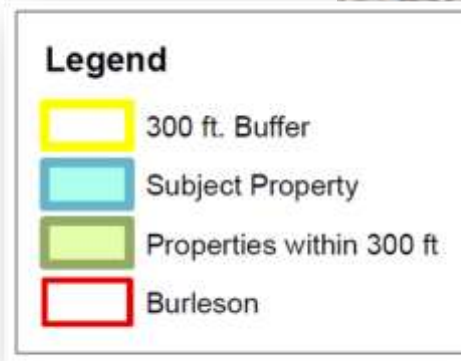 Legend
300 ft. Buffer
Subject Property
Properties within 300 ft
Burleson